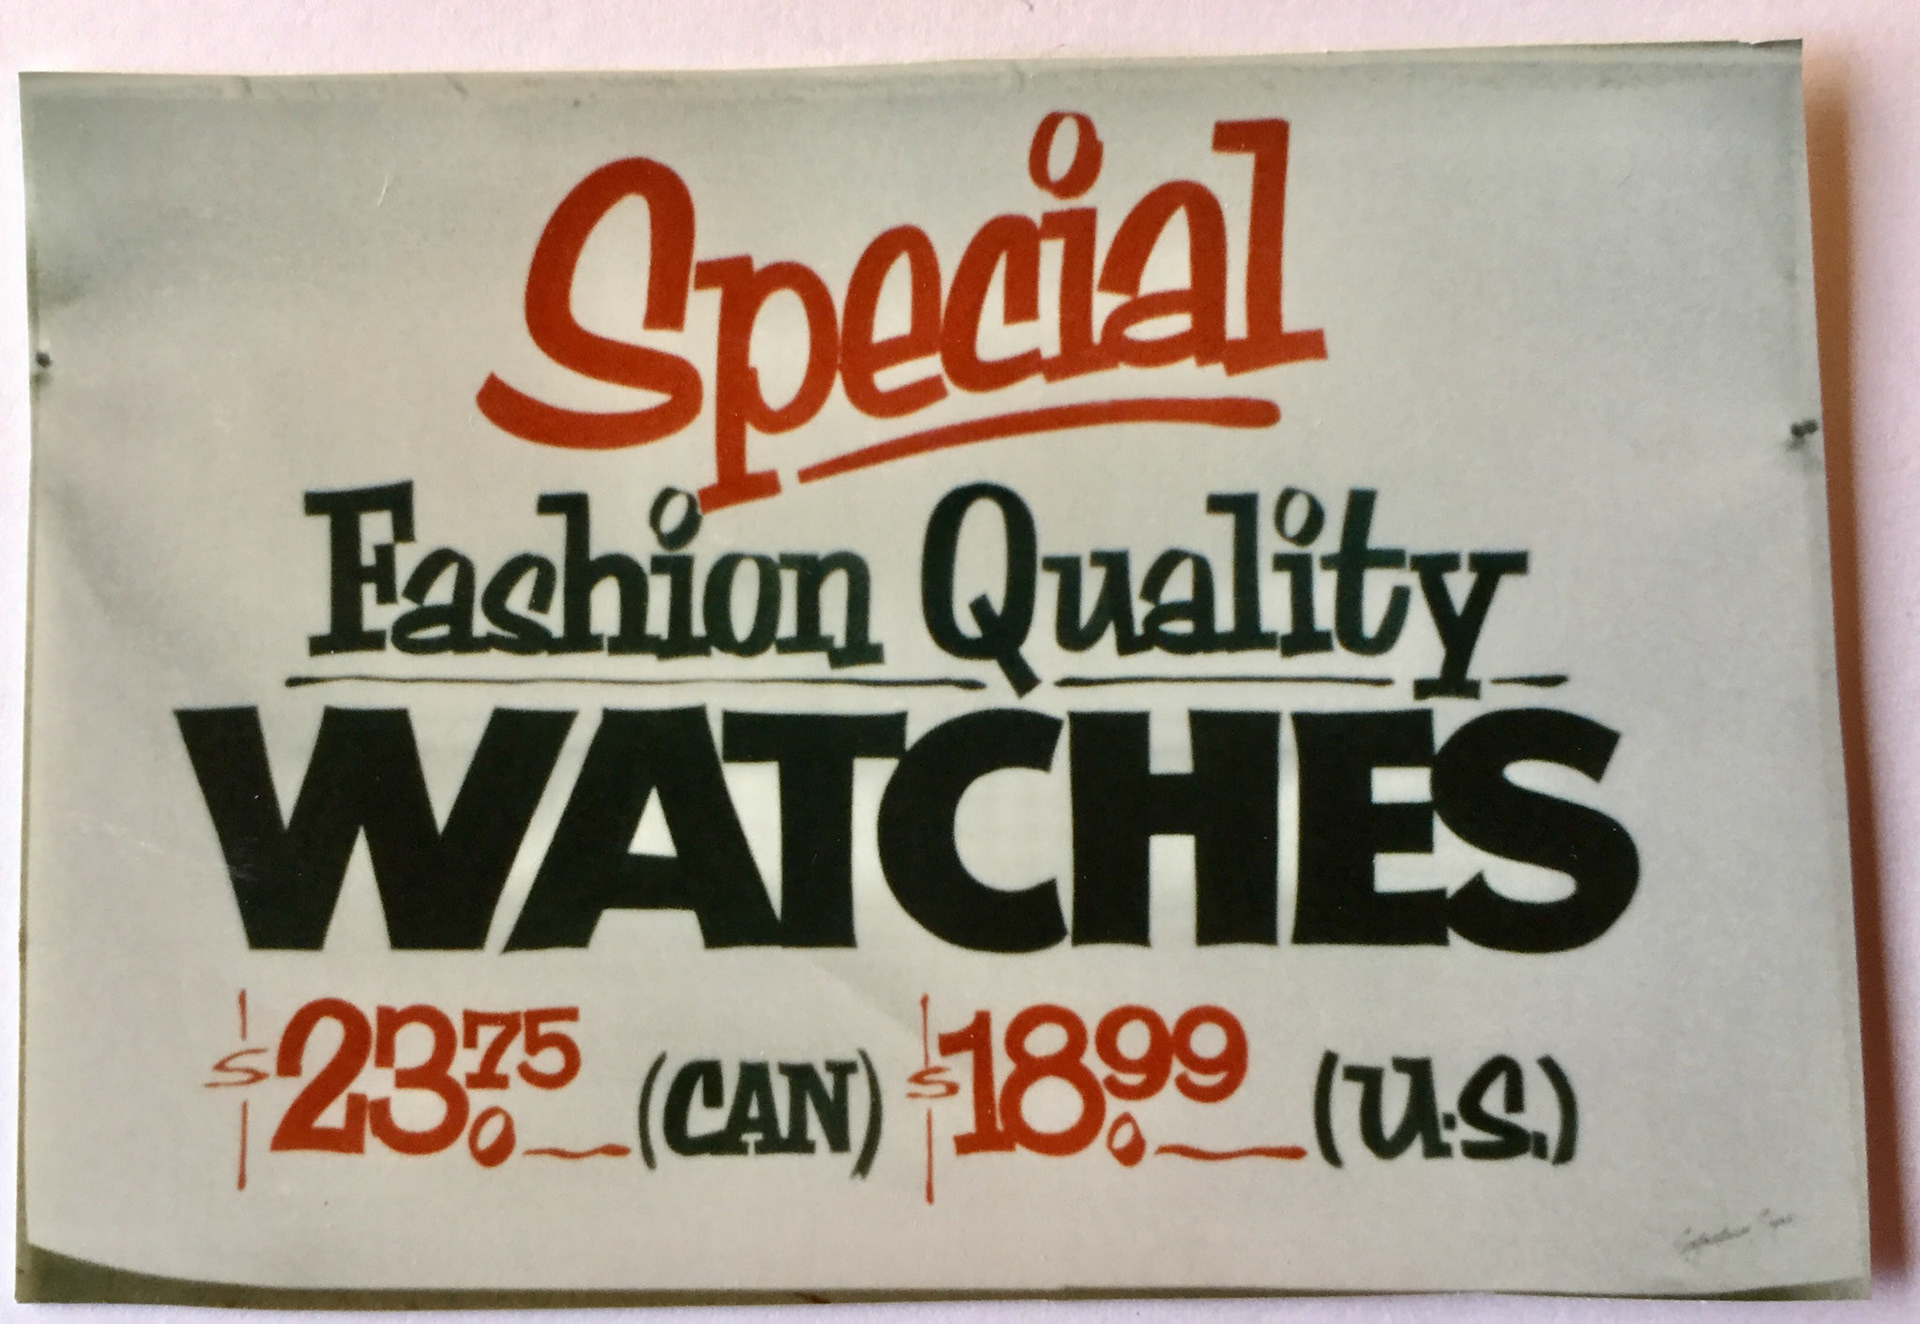 Special
Fashion Quality
WATCHES
$23.75 (CAN) $18.99 (U.S.)